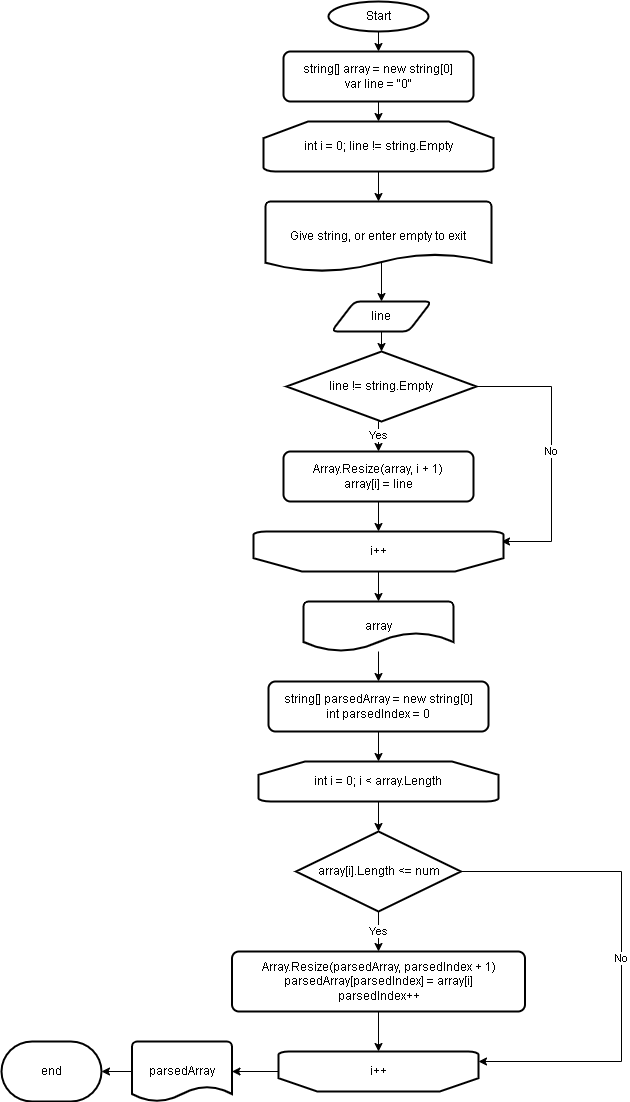 Start
string[] array = new string[0]
var line = "0"
int i = 0; line != string.Empty
Give string, or enter empty to exit
line
line != string.Empty
Yes
No
Array.Resize(array, i + 1)
array[i] = line
i++
array
string[] parsedArray = new string[0]
int parsedIndex = 0
int i = 0; i < array.Length
array[i].Length <= num
Yes
No
Array.Resize(parsedArray, parsedIndex + 1)
parsedArray[parsedIndex] = array[i]
parsedIndex++
i++
parsedArray
end